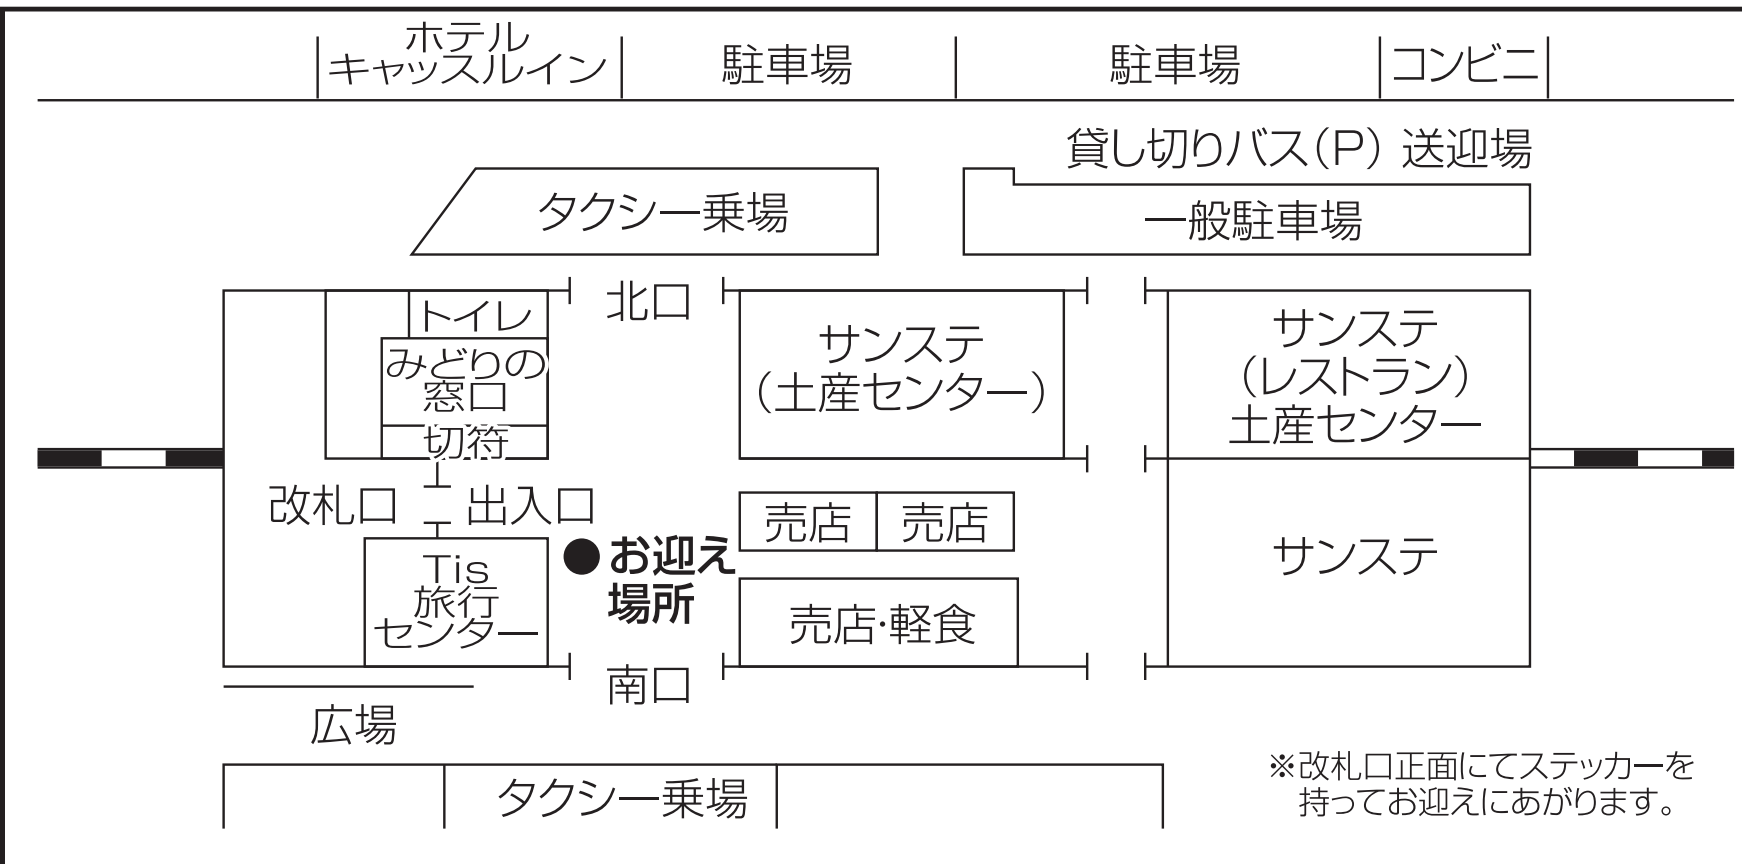 ホテル
キャッスルイン
駐車場
駐車場
コンビニ
貸し切りバス(P) 送迎場
タクシー乗場
一般駐車場
北口
トイレ
みどりの
窓口
切符
サンステ
(土産センター)
サンステ
(レストラン)
土産センター
改札口
出入口
売店
売店
サンステ
●お迎え
場所
Tis
旅行
センター
売店・軽食
南口
広場
タクシー乗場
※改札口正面にてステッカーを
持ってお迎えにあがります。